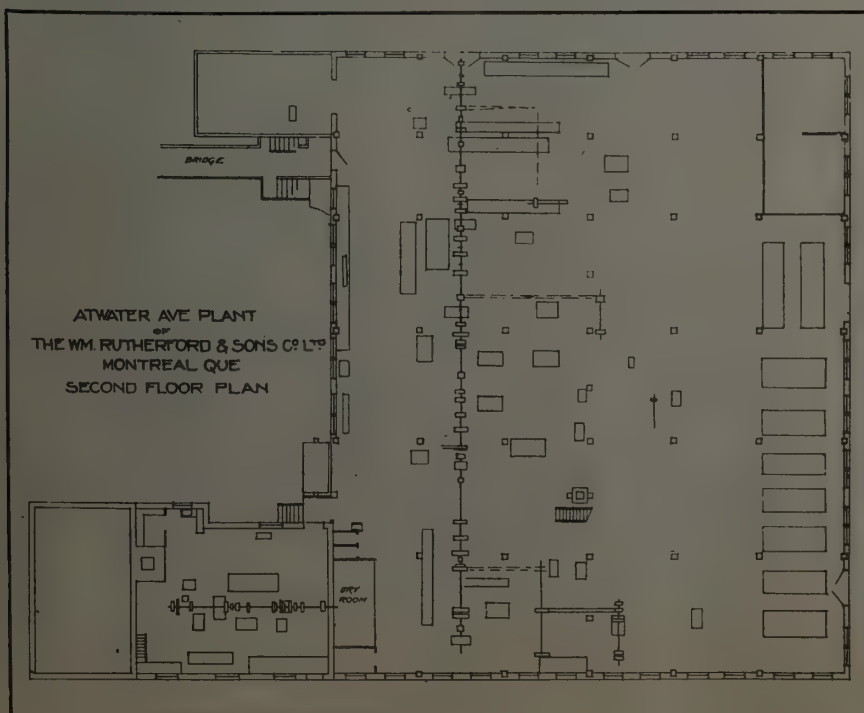 BRIDGE
ATWATER AVE PLANT
OF
THE WM. RUTHERFORD & SONS Cº LTD
MONTREAL QUE
SECOND FLOOR PLAN
DRY
ROOM